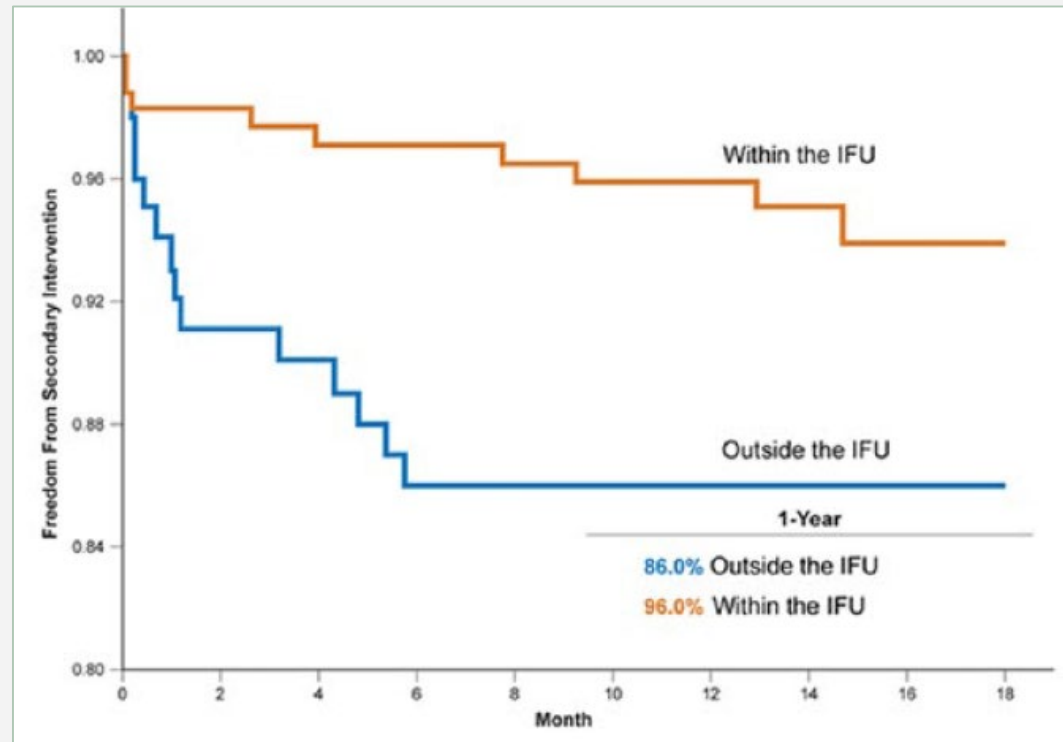 1.00
0.96
0.92
0.88
0.84
0.80
Freedom From Secondary Intervention
Within the IFU
Outside the IFU
1-Year
86.0% Outside the IFU
96.0% Within the IFU
0 2 4 6 8 10 12 14 16 18
Month